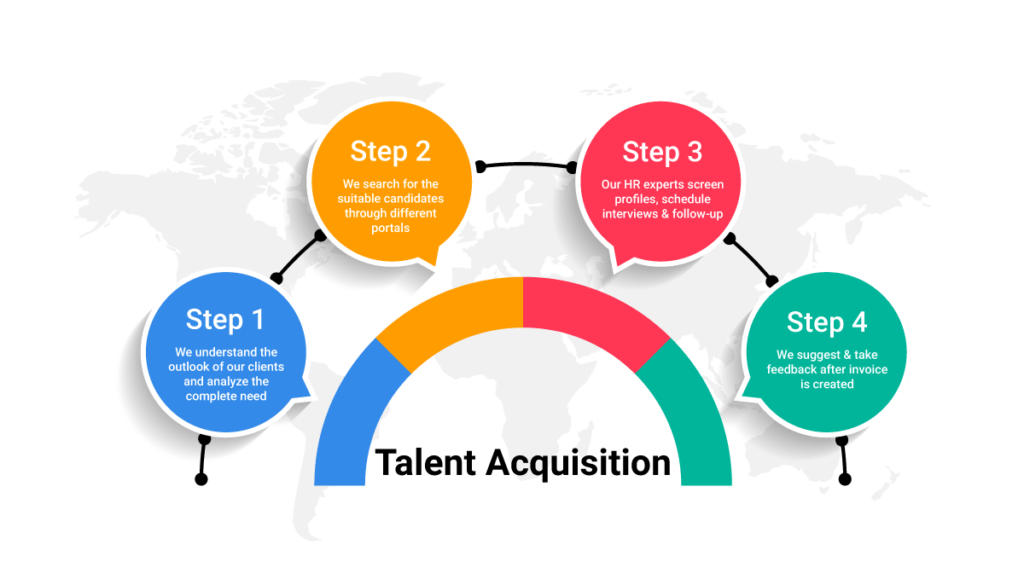 Step 1
We understand the
outlook of our clients
and analyze the
complete need
Step 2
We search for the
suitable candidates
through different
portals
Step 3
Our HR experts screen
profiles, schedule
interviews & follow-up
Step 4
We suggest & take
feedback after invoice
is created
Talent Acquisition